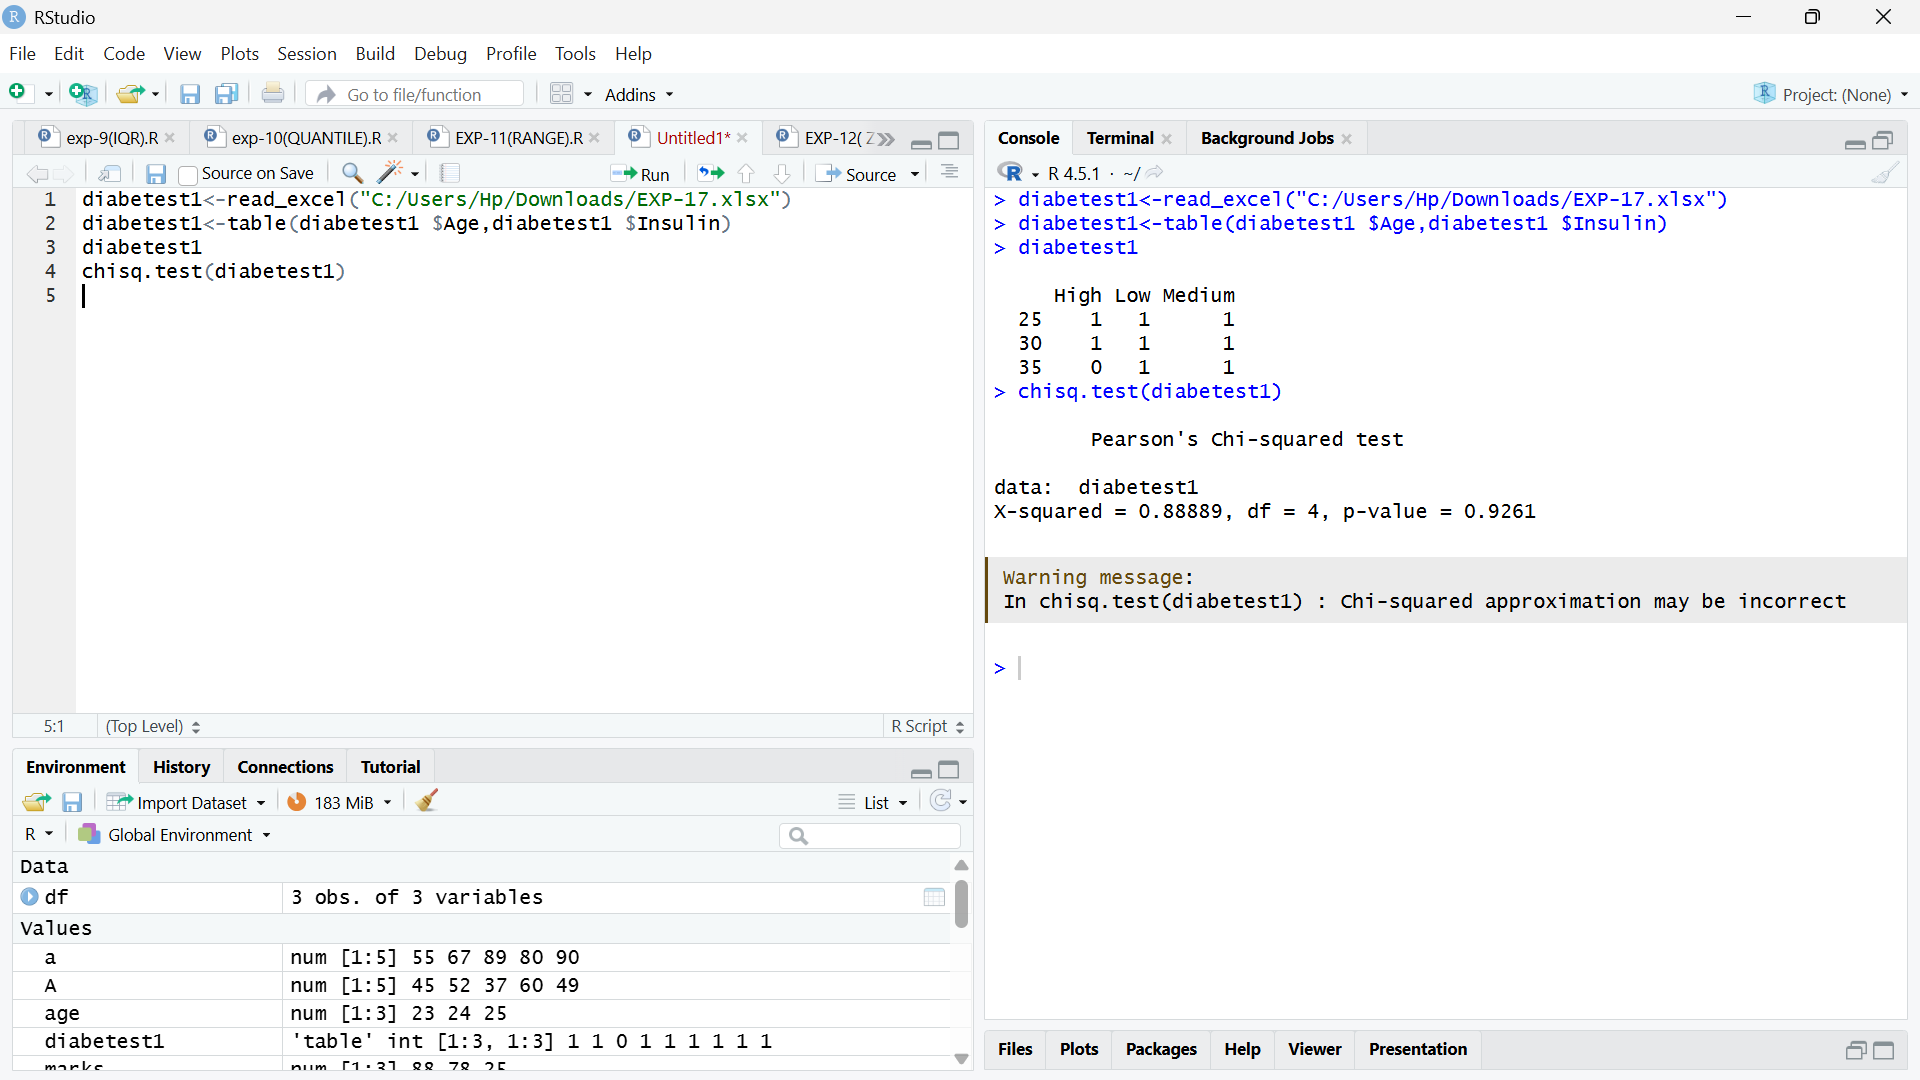 RStudio
File Edit Code View Plots Session Build Debug Profile Tools Help
Go to file/function Addins Project: (None)
exp-9(IQR).R exp-10(QUANTILE).R EXP-11(RANGE).R Untitled1* EXP-12( Z
Source on Save Run Source
1 diabetest1<-read_excel("C:/Users/Hp/Downloads/EXP-17.xlsx")
2 diabetest1<-table(diabetest1 $Age,diabetest1 $Insulin)
3 diabetest1
4 chisq.test(diabetest1)
5
5:1 (Top Level) R Script
Environment History Connections Tutorial
Import Dataset 183 MiB List
R Global Environment
Data
df 3 obs. of 3 variables
Values
a num [1:5] 55 67 89 80 90
A num [1:5] 45 52 37 60 49
age num [1:3] 23 24 25
diabetest1 'table' int [1:3, 1:3] 1 1 0 1 1 1 1 1 1
marks num [1:3] 88 78 25
Console Terminal Background Jobs
R R 4.5.1 · ~/
> diabetest1<-read_excel("C:/Users/Hp/Downloads/EXP-17.xlsx")
> diabetest1<-table(diabetest1 $Age,diabetest1 $Insulin)
> diabetest1
High Low Medium
25 1 1 1
30 1 1 1
35 0 1 1
> chisq.test(diabetest1)
Pearson's Chi-squared test
data: diabetest1
X-squared = 0.88889, df = 4, p-value = 0.9261
Warning message:
In chisq.test(diabetest1) : Chi-squared approximation may be incorrect
>
Files Plots Packages Help Viewer Presentation